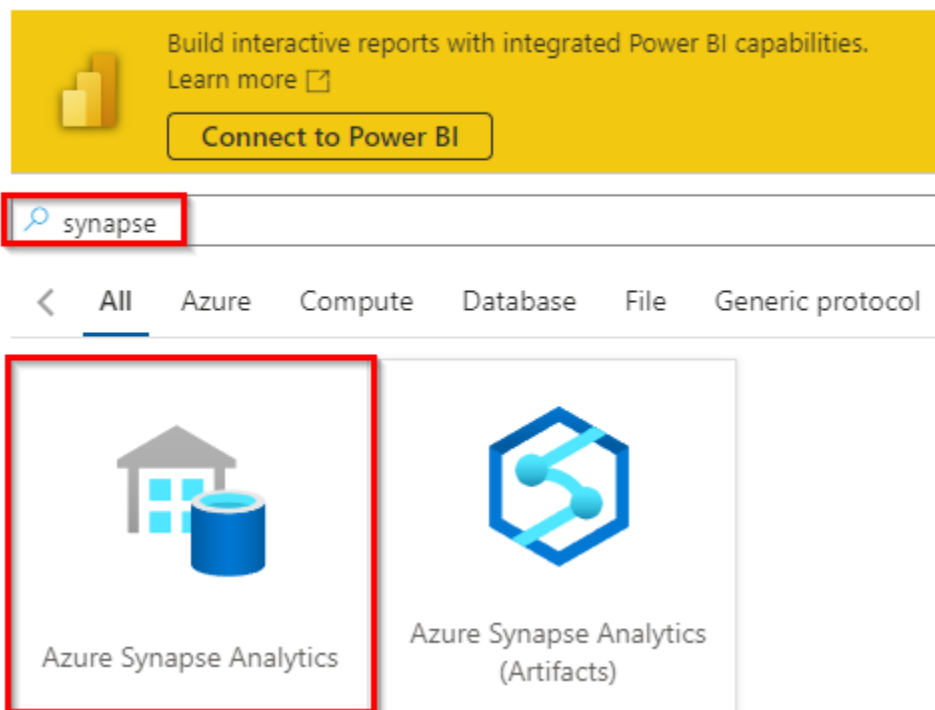 Build interactive reports with integrated Power BI capabilities.
Learn more
Connect to Power BI
synapse
All Azure Compute Database File Generic protocol
Azure Synapse Analytics
Azure Synapse Analytics
(Artifacts)